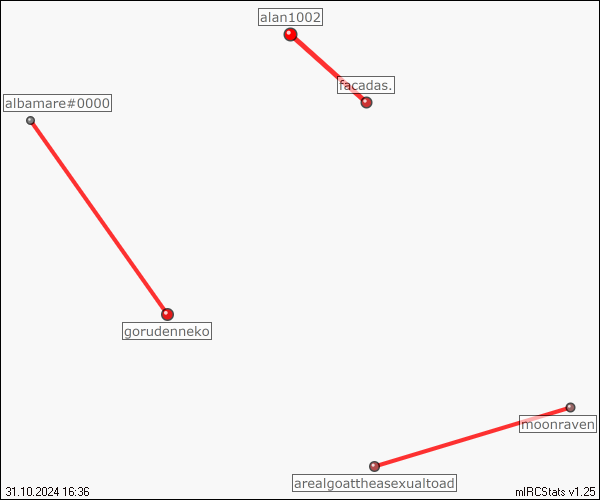 alan1002
facadas.
albamare#0000
gorudenneko
moonraven
arealgoattheasexualtoad
31.10.2024 16:36
mIRCStats v1.25